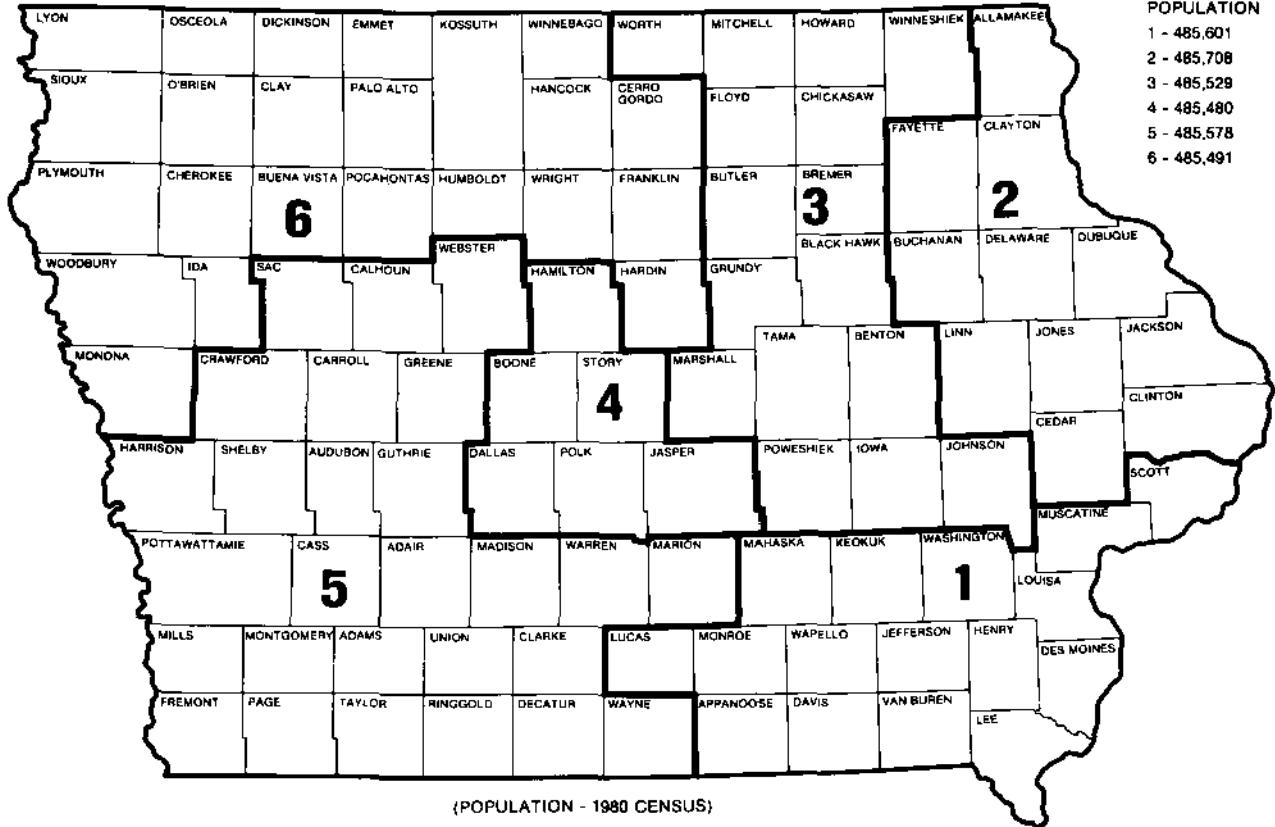 POPULATION
1 - 485,601
2 - 485,708
3 - 485,529
4 - 485,480
5 - 485,578
6 - 485,491
LYON OSCEOLA DICKINSON EMMET KOSSUTH WINNEBAGO WORTH MITCHELL HOWARD WINNESHIEK ALLAMAKEE
SIOUX O'BRIEN CLAY PALO ALTO HANCOCK CERRO GORDO FLOYD CHICKASAW
FAYETTE CLAYTON
PLYMOUTH CHEROKEE BUENA VISTA POCAHONTAS HUMBOLDT WRIGHT FRANKLIN BUTLER BREMER
6 3 2
WEBSTER BLACK HAWK BUCHANAN DELAWARE DUBUQUE
WOODBURY IDA SAC CALHOUN HAMILTON HARDIN GRUNDY
TAMA BENTON LINN JONES JACKSON
MONONA CRAWFORD CARROLL GREENE BOONE STORY MARSHALL
4
CLINTON
CEDAR
HARRISON SHELBY AUDUBON GUTHRIE DALLAS POLK JASPER POWESHIEK IOWA JOHNSON
SCOTT
MUSCATINE
POTTAWATTAMIE CASS ADAIR MADISON WARREN MARION MAHASKA KEOKUK WASHINGTON
5 1
LOUISA
MILLS MONTGOMERY ADAMS UNION CLARKE LUCAS MONROE WAPELLO JEFFERSON HENRY
DES MOINES
FREMONT PAGE TAYLOR RINGGOLD DECATUR WAYNE APPANOOSE DAVIS VAN BUREN
LEE
(POPULATION - 1980 CENSUS)